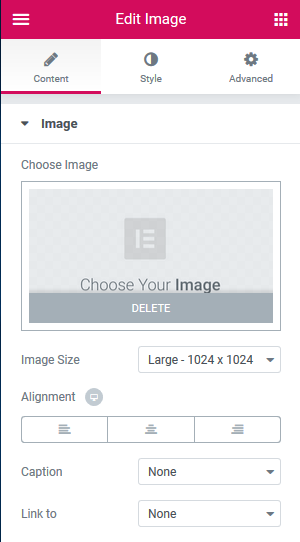 Edit Image
Content Style Advanced
Image
Choose Image
Choose Your Image
DELETE
Image Size Large - 1024 x 1024
Alignment
Caption None
Link to None